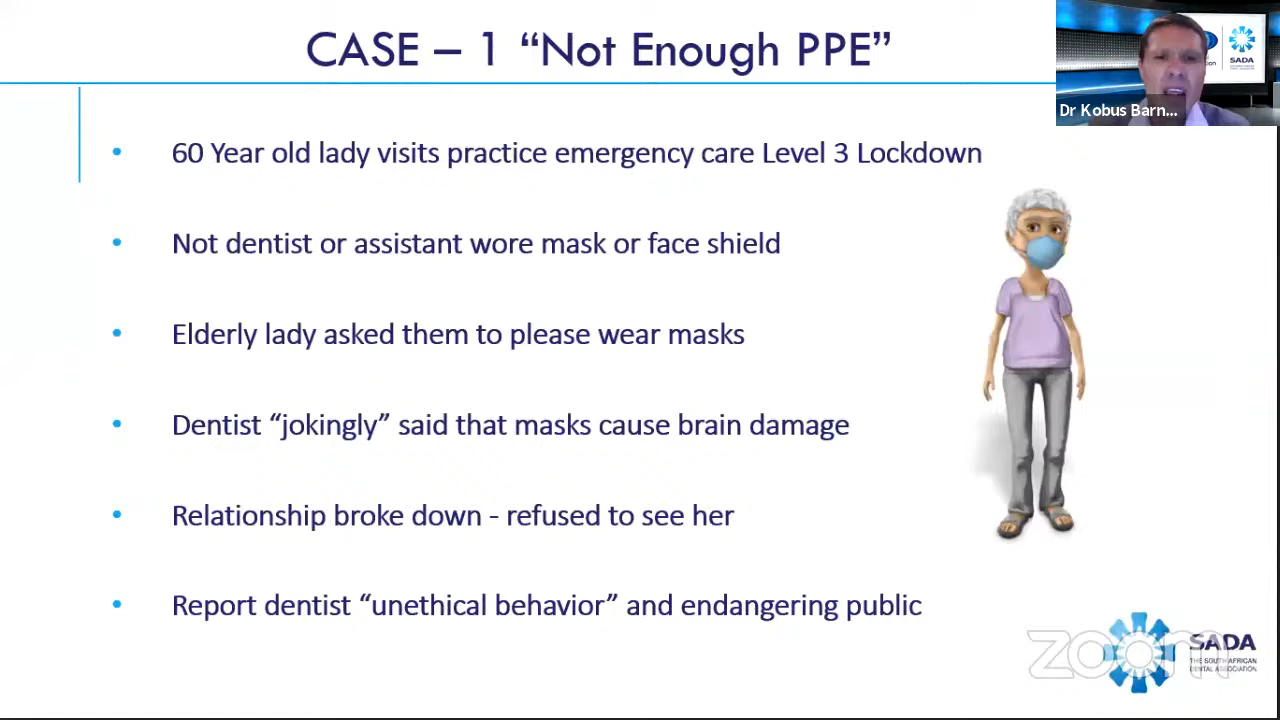 CASE – 1 “Not Enough PPE”
SADA
Dr Kobus Barn...
• 60 Year old lady visits practice emergency care Level 3 Lockdown
• Not dentist or assistant wore mask or face shield
• Elderly lady asked them to please wear masks
• Dentist “jokingly” said that masks cause brain damage
• Relationship broke down - refused to see her
• Report dentist “unethical behavior” and endangering public
zoom
SADA
THE SOUTH AFRICAN
DENTAL ASSOCIATION